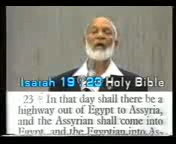 Isaiah 19 V 23 Holy Bible
23 ¶ In that day shall there be a
highway out of Egypt to Assyria,
and the Assyrian shall come into
Egypt, and the Egyptian into As-